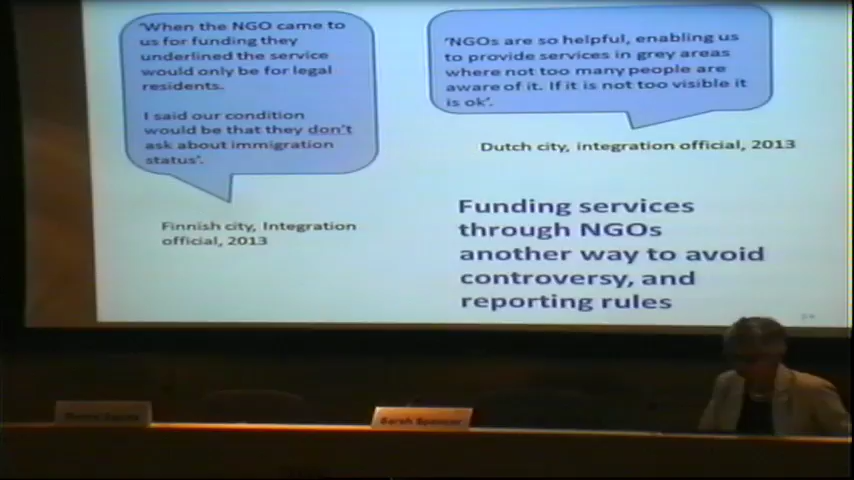 'When the NGO came to
us for funding they
underlined the service
would only be for legal
residents.
I said our condition
would be that they don't
ask about immigration
status'.
Finnish city, Integration
official, 2013
'NGOs are so helpful, enabling us
to provide services in grey areas
where not too many people are
aware of it. If it is not too visible it
is ok'.
Dutch city, integration official, 2013
Funding services
through NGOs
another way to avoid
controversy, and
reporting rules
Sarah Spencer